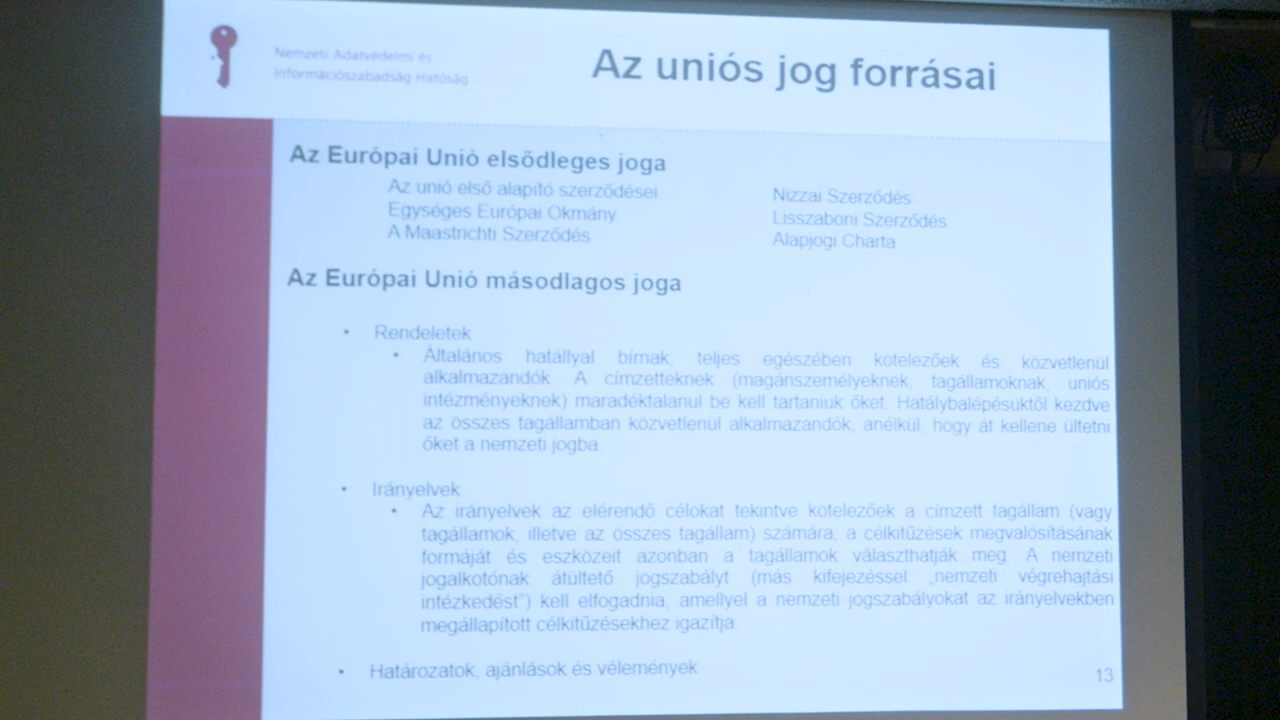 Nemzeti Adatvédelmi és
Információszabadság Hatóság
Az uniós jog forrásai
Az Európai Unió elsődleges joga
Az unió első alapító szerződései
Egységes Európai Okmány
A Maastrichti Szerződés
Nizzai Szerződés
Lisszaboni Szerződés
Alapjogi Charta
Az Európai Unió másodlagos joga
• Rendeletek
• Általános hatállyal bírnak, teljes egészében kötelezőek és közvetlenül
alkalmazandók. A címzetteknek (magánszemélyeknek, tagállamoknak, uniós
intézményeknek) maradéktalanul be kell tartaniuk őket. Hatálybalépésüktől kezdve
az összes tagállamban közvetlenül alkalmazandók, anélkül, hogy át kellene ültetni
őket a nemzeti jogba.
• Irányelvek
• Az irányelvek az elérendő célokat tekintve kötelezőek a címzett tagállam (vagy
tagállamok, illetve az összes tagállam) számára, a célkitűzések megvalósításának
formáját és eszközeit azonban a tagállamok választhatják meg. A nemzeti
jogalkotónak átültető jogszabályt (más kifejezéssel „nemzeti végrehajtási
intézkedést”) kell elfogadnia, amellyel a nemzeti jogszabályokat az irányelvekben
megállapított célkitűzésekhez igazítja.
• Határozatok, ajánlások és vélemények
13